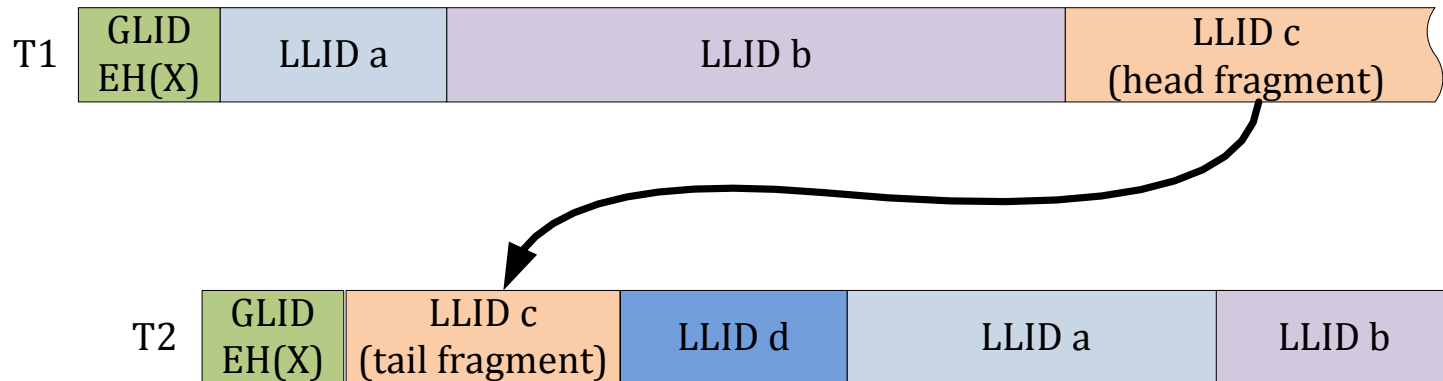 T1
GLID
EH(X)
LLID a
LLID b
LLID c
(head fragment)
T2
GLID
EH(X)
LLID c
(tail fragment)
LLID d
LLID a
LLID b